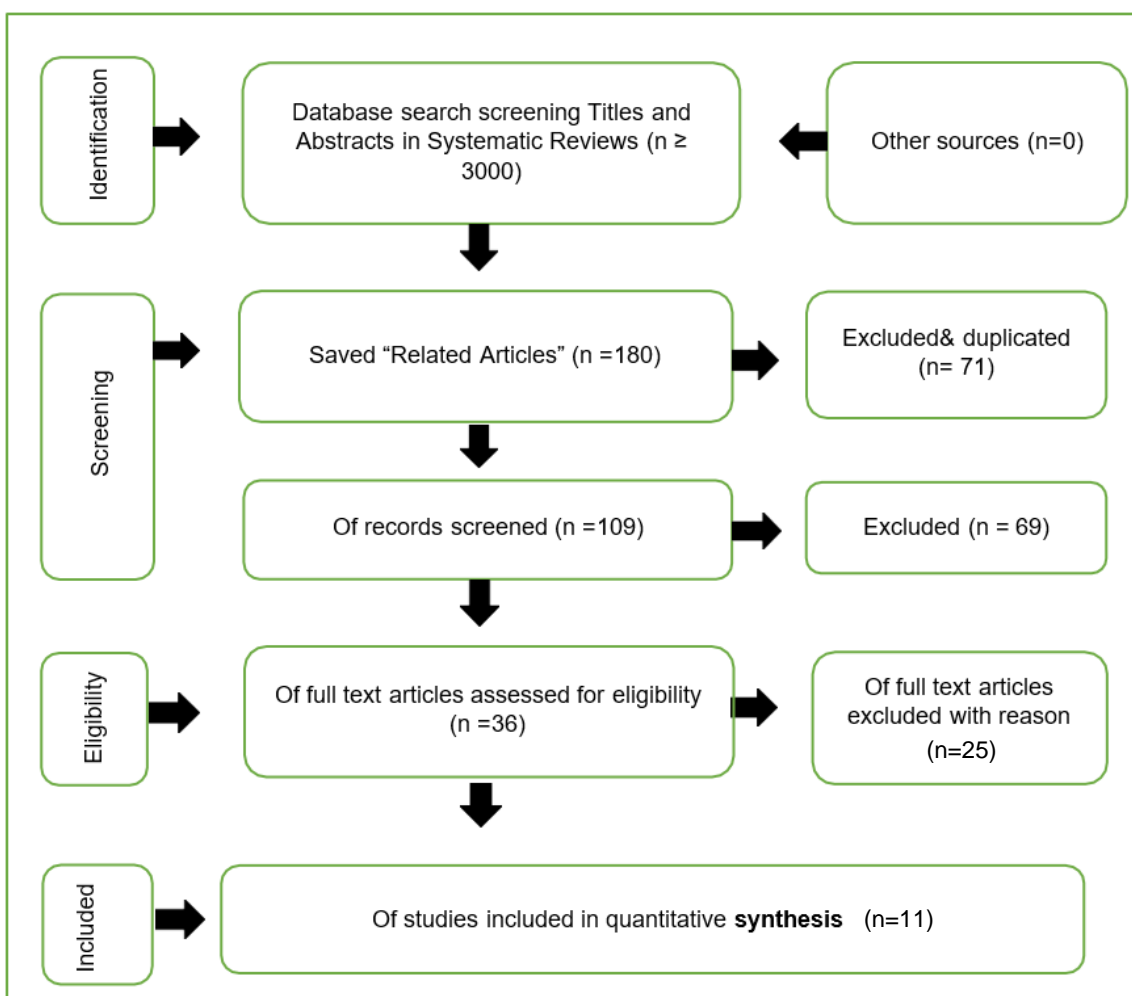 Identification
Database search screening Titles and
Abstracts in Systematic Reviews (n ≥
3000)
Other sources (n=0)
Screening
Saved “Related Articles” (n =180)
Excluded& duplicated
(n= 71)
Of records screened (n =109)
Excluded (n = 69)
Eligibility
Of full text articles assessed for eligibility
(n =36)
Of full text articles
excluded with reason
(n=25)
Included
Of studies included in quantitative synthesis (n=11)